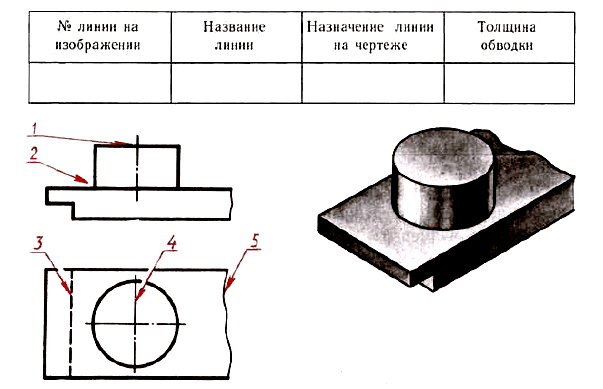 № линии на
изображении
Название
линии
Назначение линии
на чертеже
Толщина
обводки
1
2
3
4
5